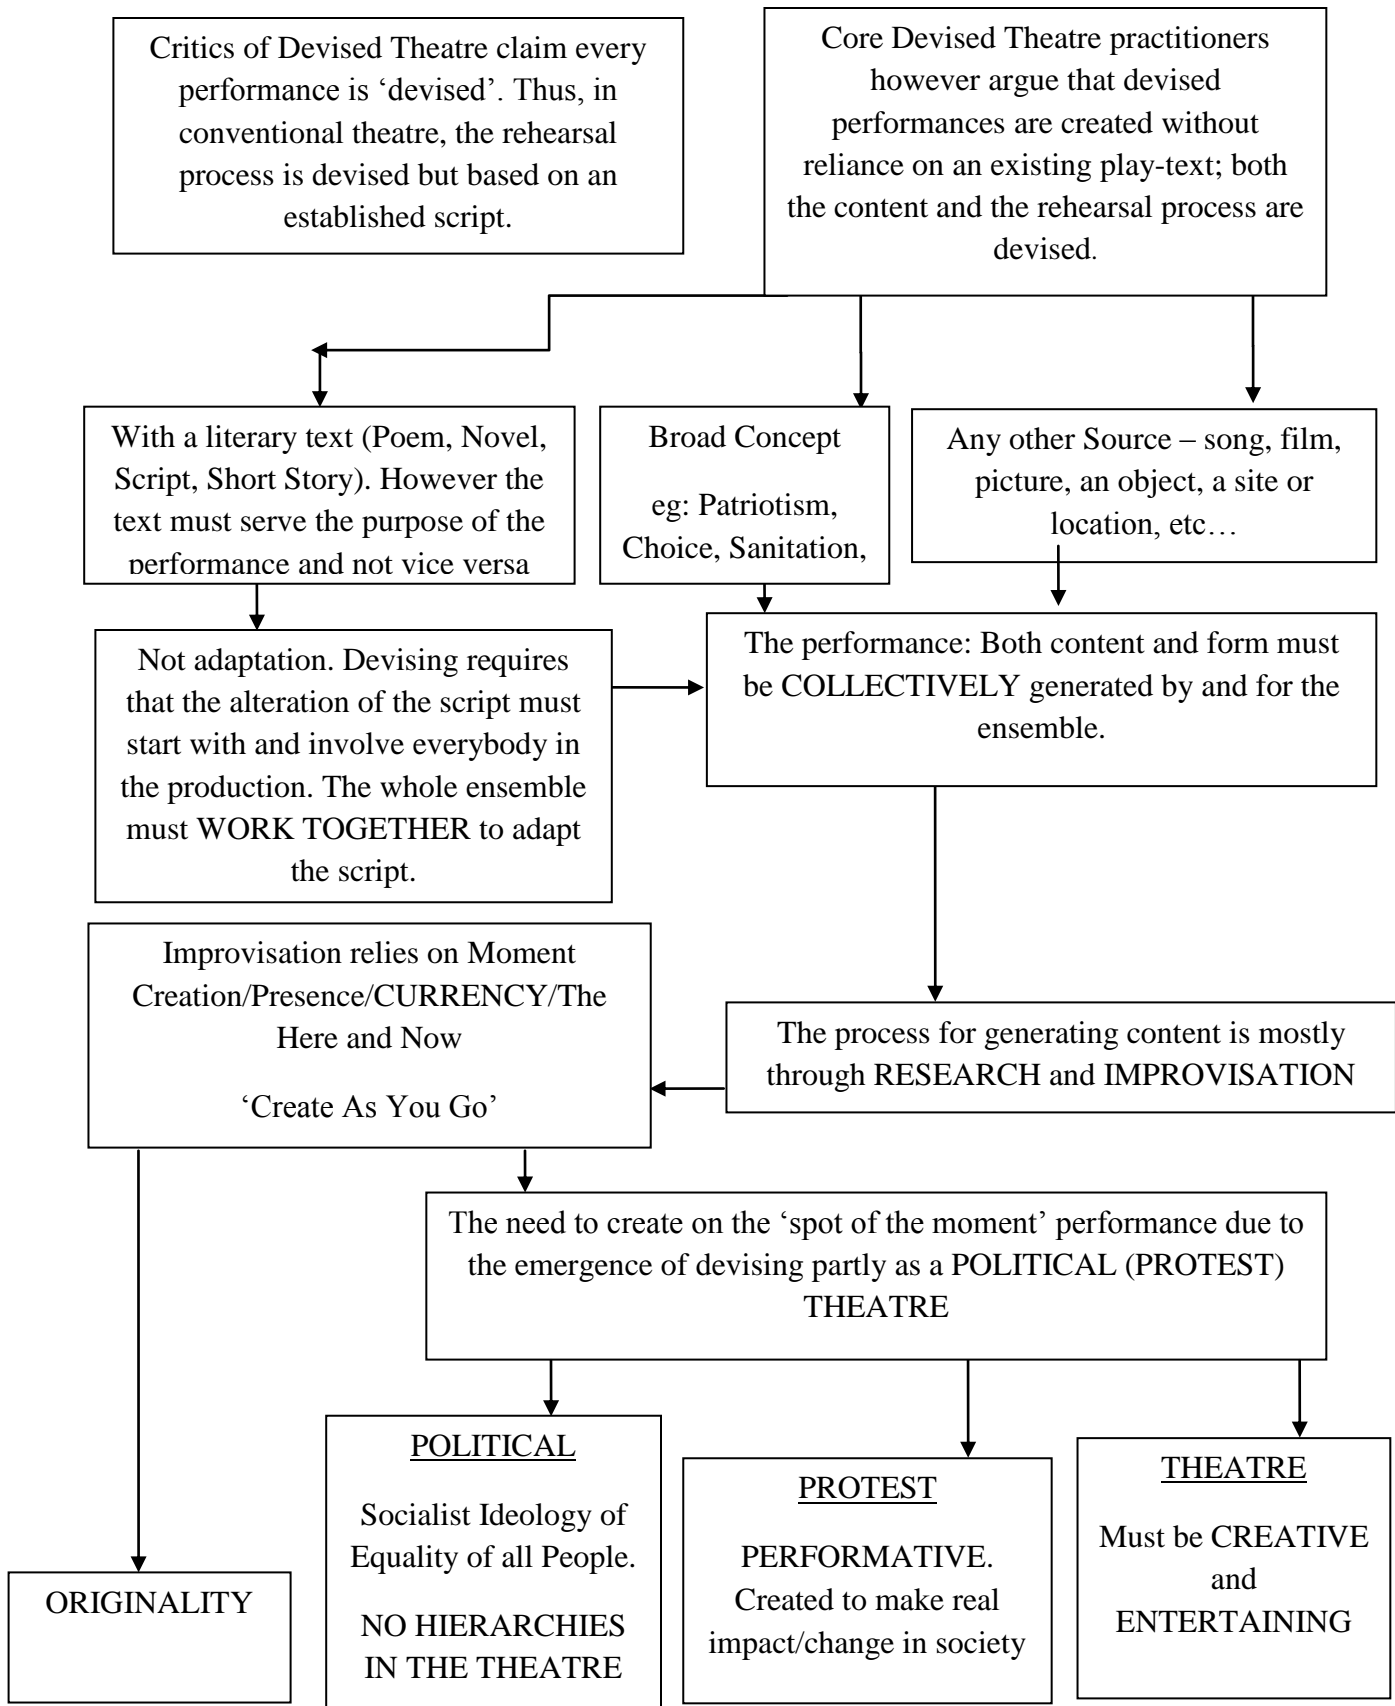 Critics of Devised Theatre claim every
performance is ‘devised’. Thus, in
conventional theatre, the rehearsal
process is devised but based on an
established script.
Core Devised Theatre practitioners
however argue that devised
performances are created without
reliance on an existing play-text; both
the content and the rehearsal process are
devised.
With a literary text (Poem, Novel,
Script, Short Story). However the
text must serve the purpose of the
performance and not vice versa
Broad Concept
eg: Patriotism,
Choice, Sanitation,
Any other Source – song, film,
picture, an object, a site or
location, etc…
Not adaptation. Devising requires
that the alteration of the script must
start with and involve everybody in
the production. The whole ensemble
must WORK TOGETHER to adapt
the script.
The performance: Both content and form must
be COLLECTIVELY generated by and for the
ensemble.
Improvisation relies on Moment
Creation/Presence/CURRENCY/The
Here and Now
‘Create As You Go’
The process for generating content is mostly
through RESEARCH and IMPROVISATION
The need to create on the ‘spot of the moment’ performance due to
the emergence of devising partly as a POLITICAL (PROTEST)
THEATRE
ORIGINALITY
POLITICAL
Socialist Ideology of
Equality of all People.
NO HIERARCHIES
IN THE THEATRE
PROTEST
PERFORMATIVE.
Created to make real
impact/change in society
THEATRE
Must be CREATIVE
and
ENTERTAINING